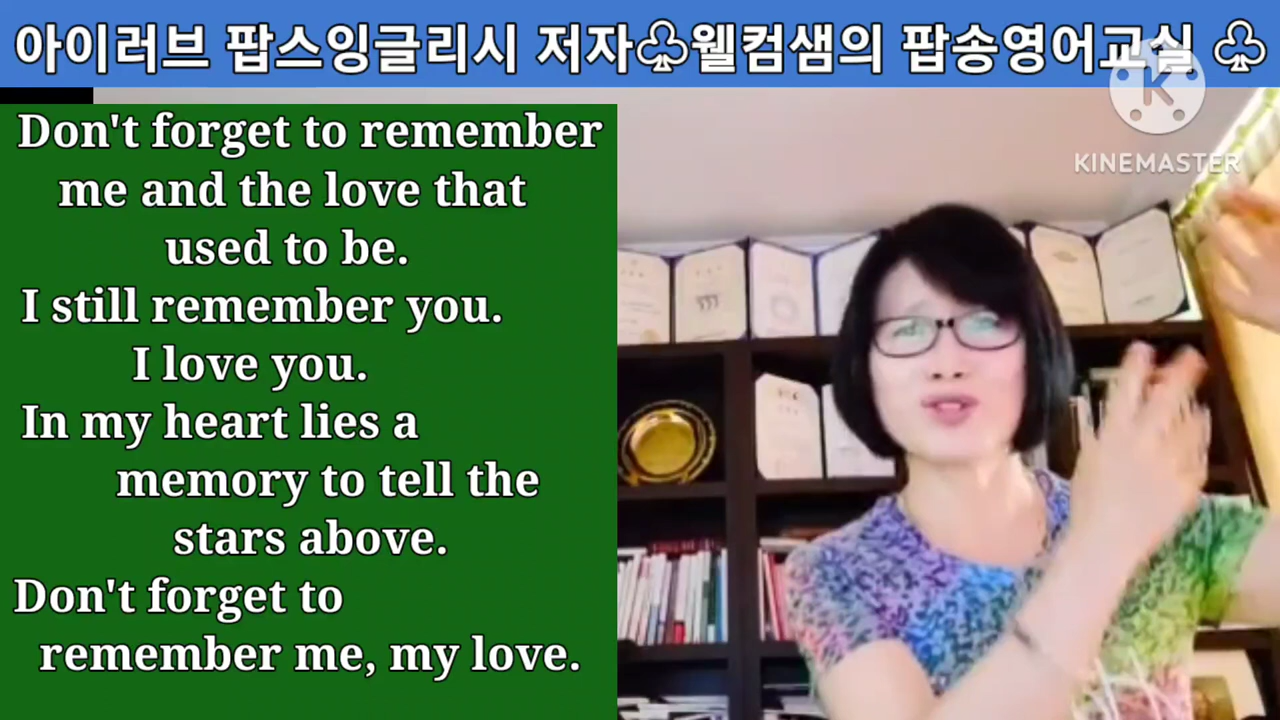 아이러브 팝스잉글리시 저자♧웰컴샘의 팝송영어교실 ♧
K
KINEMASTER
Don't forget to remember
me and the love that
used to be.
I still remember you.
I love you.
In my heart lies a
memory to tell the
stars above.
Don't forget to
remember me, my love.